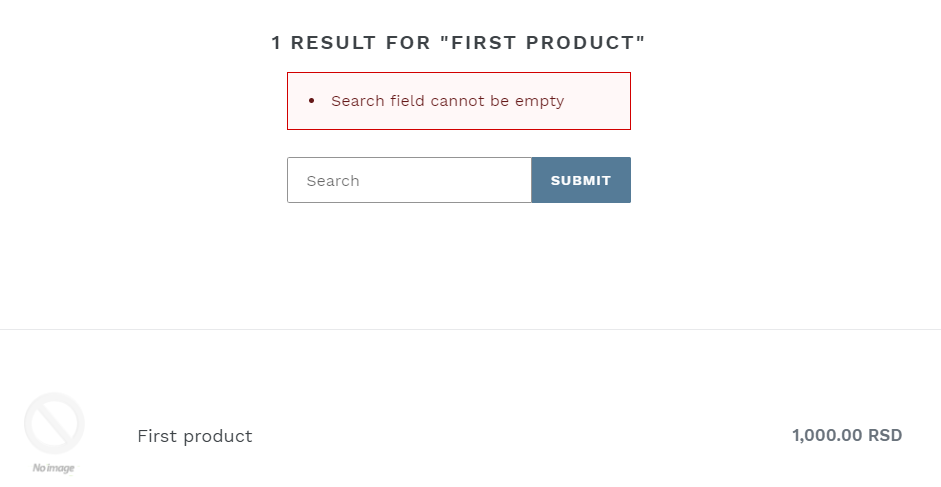 1 RESULT FOR "FIRST PRODUCT"
• Search field cannot be empty
Search SUBMIT
First product 1,000.00 RSD
No image